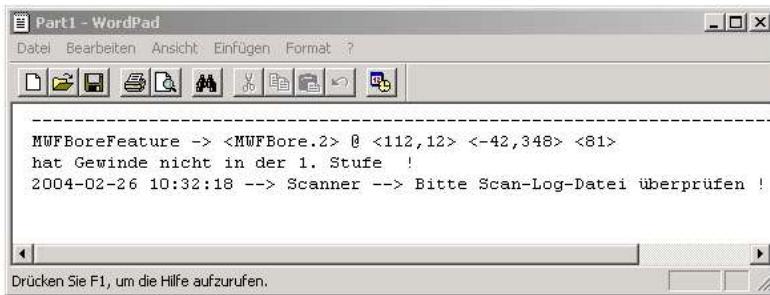 Part1 - WordPad
Datei Bearbeiten Ansicht Einfügen Format ?
--------------------------------------------------------------------------
MWFBoreFeature -> <MWFBore.2> @ <112,12> <-42,348> <81>
hat Gewinde nicht in der 1. Stufe !
2004-02-26 10:32:18 --> Scanner --> Bitte Scan-Log-Datei überprüfen !
Drücken Sie F1, um die Hilfe aufzurufen.